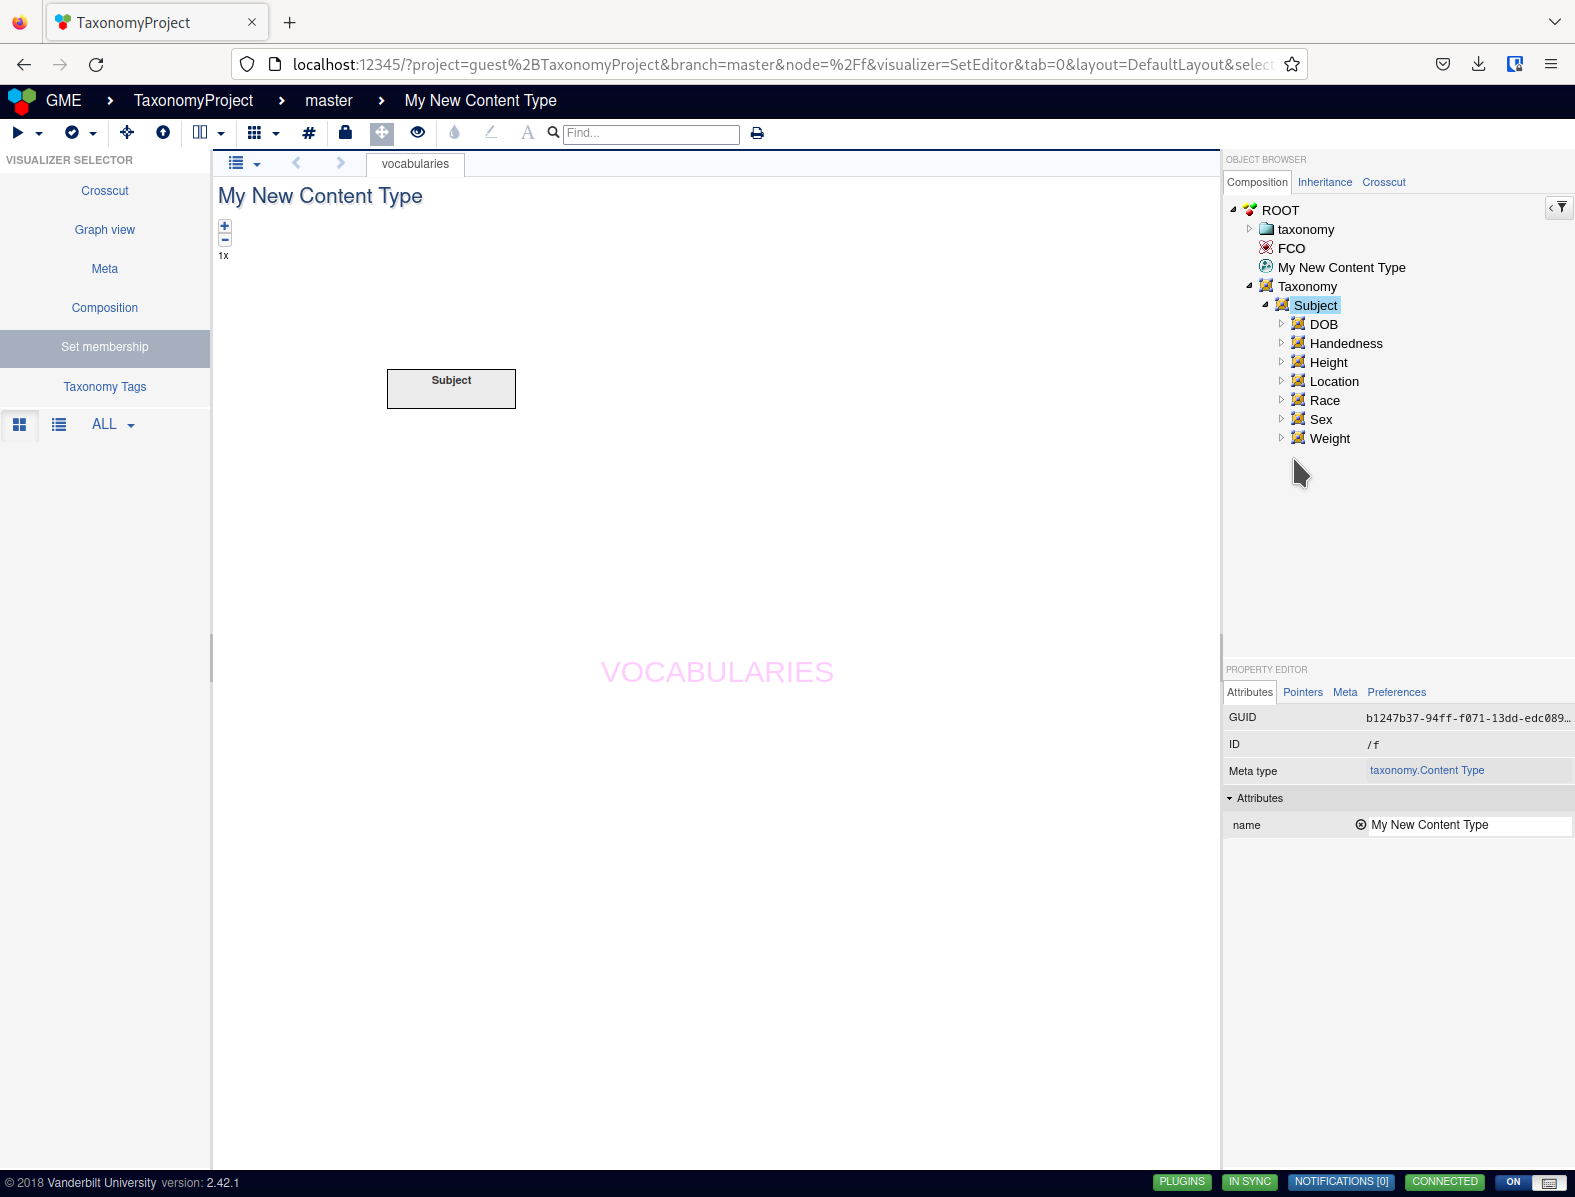 TaxonomyProject
localhost:12345/?project=guest%2BTaxonomyProject&branch=master&node=%2Ff&visualizer=SetEditor&tab=0&layout=DefaultLayout&select
GME TaxonomyProject master My New Content Type
Find...
VISUALIZER SELECTOR
Crosscut
Graph view
Meta
Composition
Set membership
Taxonomy Tags
ALL
vocabularies
My New Content Type
1x
Subject
VOCABULARIES
OBJECT BROWSER
Composition Inheritance Crosscut
ROOT
taxonomy
FCO
My New Content Type
Taxonomy
Subject
DOB
Handedness
Height
Location
Race
Sex
Weight
PROPERTY EDITOR
Attributes Pointers Meta Preferences
GUID b1247b37-94ff-f071-13dd-edc089…
ID /f
Meta type taxonomy.Content Type
Attributes
name My New Content Type
© 2018 Vanderbilt University version: 2.42.1
PLUGINS IN SYNC NOTIFICATIONS [0] CONNECTED ON